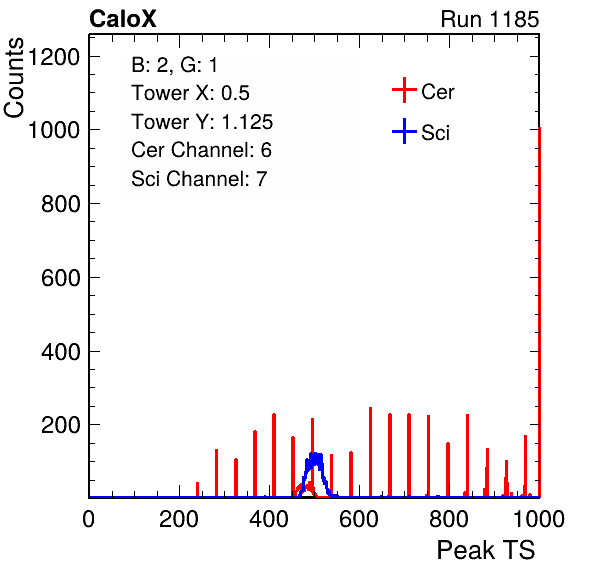 CaloX Run 1185
Counts
B: 2, G: 1
Tower X: 0.5
Tower Y: 1.125
Cer Channel: 6
Sci Channel: 7
Cer
Sci
1200
1000
800
600
400
200
0 200 400 600 800 1000
Peak TS